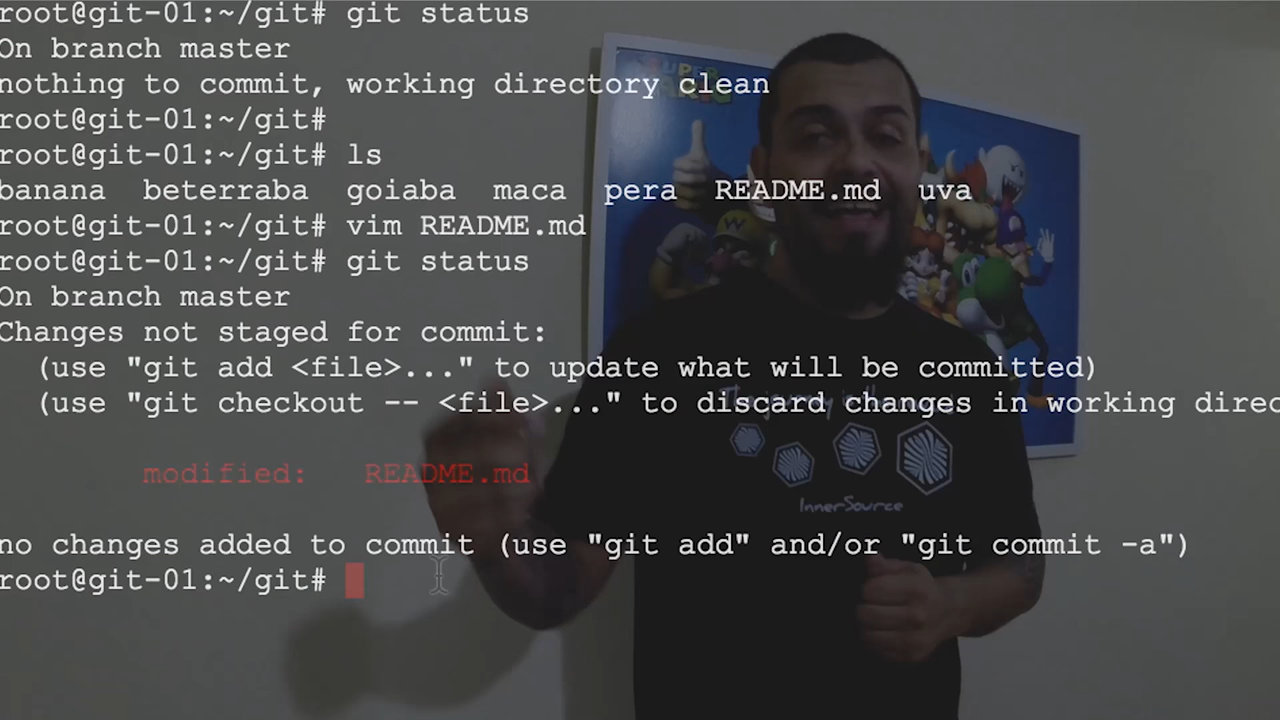 root@git-01:~/git# git status
On branch master
nothing to commit, working directory clean
root@git-01:~/git#
root@git-01:~/git# ls
banana  beterraba  goiaba  maca  pera  README.md  uva
root@git-01:~/git# vim README.md
root@git-01:~/git# git status
On branch master
Changes not staged for commit:
  (use "git add <file>..." to update what will be committed)
  (use "git checkout -- <file>..." to discard changes in working direc
        modified:   README.md
no changes added to commit (use "git add" and/or "git commit -a")
root@git-01:~/git#
SUPER
InnerSource